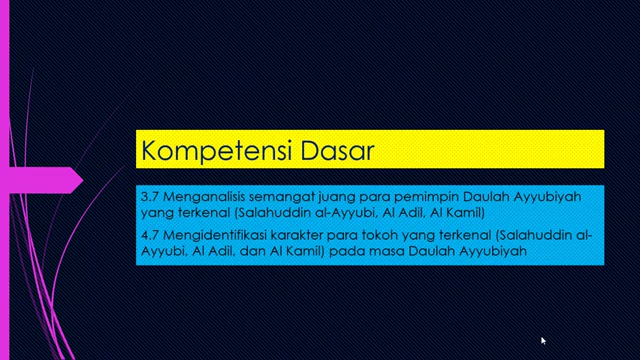 Kompetensi Dasar
3.7 Menganalisis semangat juang para pemimpin Daulah Ayyubiyah
yang terkenal (Salahuddin al-Ayyubi, Al Adil, Al Kamil)
4.7 Mengidentifikasi karakter para tokoh yang terkenal (Salahuddin al-
Ayyubi, Al Adil, dan Al Kamil) pada masa Daulah Ayyubiyah